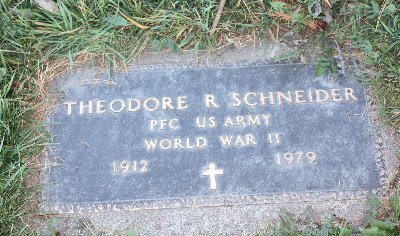 THEODORE R SCHNEIDER
PFC US ARMY
WORLD WAR II
1912 1979